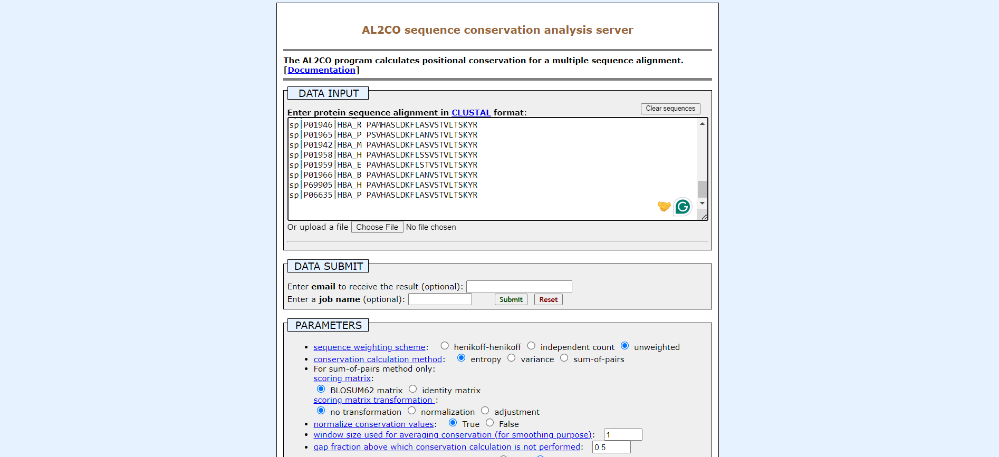 AL2CO sequence conservation analysis server
The AL2CO program calculates positional conservation for a multiple sequence alignment.
[Documentation]
DATA INPUT
Clear sequences
Enter protein sequence alignment in CLUSTAL format:
sp|P01946|HBA_R PAMHASLDKFLASVSTVLTSKYR
sp|P01965|HBA_P PSVHASLDKFLANVSTVLTSKYR
sp|P01942|HBA_M PAVHASLDKFLASVSTVLTSKYR
sp|P01958|HBA_H PAVHASLDKFLSSVSTVLTSKYR
sp|P01959|HBA_E PAVHASLDKFLSTVSTVLTSKYR
sp|P01966|HBA_B PAVHASLDKFLANVSTVLTSKYR
sp|P69905|HBA_H PAVHASLDKFLASVSTVLTSKYR
sp|P06635|HBA_P PAVHASLDKFLASVSTVLTSKYR
Or upload a file Choose File No file chosen
DATA SUBMIT
Enter email to receive the result (optional):
Enter a job name (optional): Submit Reset
PARAMETERS
sequence weighting scheme: henikoff-henikoff independent count unweighted
conservation calculation method: entropy variance sum-of-pairs
For sum-of-pairs method only:
scoring matrix:
BLOSUM62 matrix identity matrix
scoring matrix transformation :
no transformation normalization adjustment
normalize conservation values: True False
window size used for averaging conservation (for smoothing purpose): 1
gap fraction above which conservation calculation is not performed: 0.5